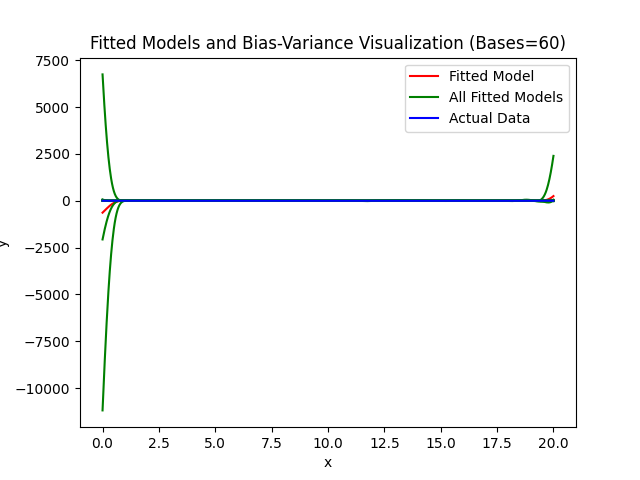 Fitted Models and Bias-Variance Visualization (Bases=60)
7500
5000
2500
0
−2500
−5000
−7500
−10000
y
Fitted Model
All Fitted Models
Actual Data
0.0 2.5 5.0 7.5 10.0 12.5 15.0 17.5 20.0
x